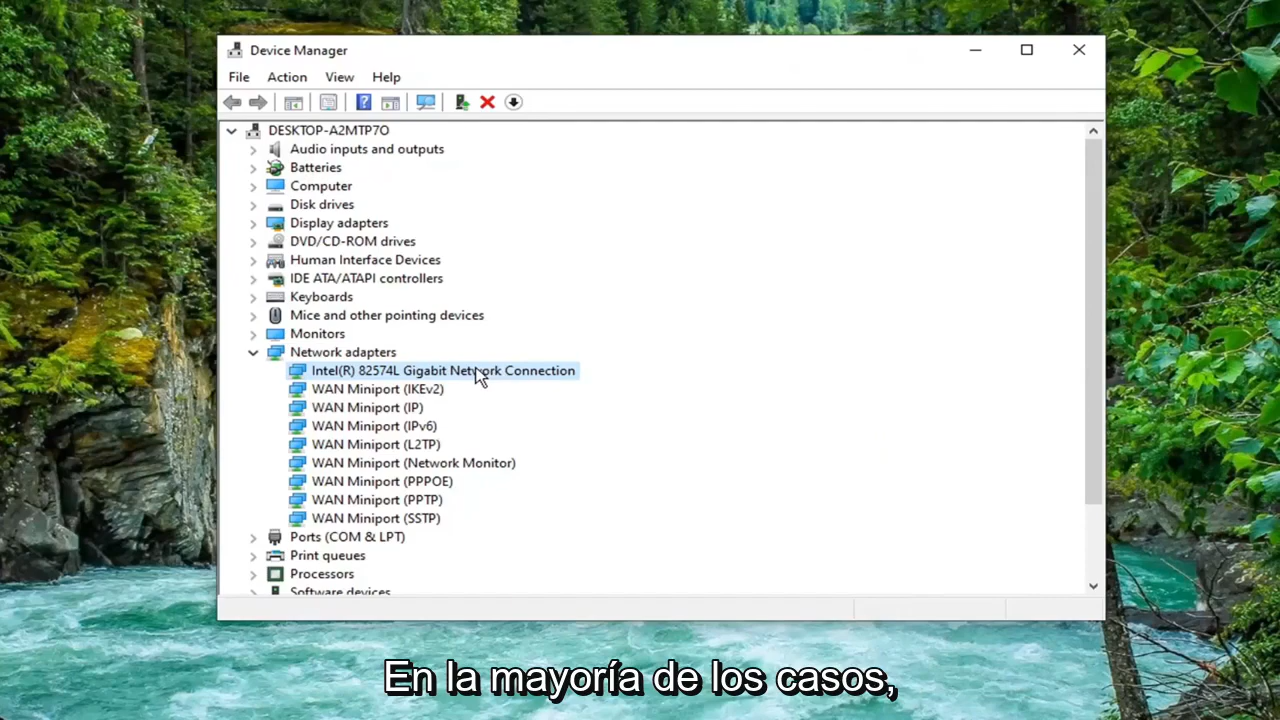 Device Manager
File Action View Help
DESKTOP-A2MTP7O
Audio inputs and outputs
Batteries
Computer
Disk drives
Display adapters
DVD/CD-ROM drives
Human Interface Devices
IDE ATA/ATAPI controllers
Keyboards
Mice and other pointing devices
Monitors
Network adapters
Intel(R) 82574L Gigabit Network Connection
WAN Miniport (IKEv2)
WAN Miniport (IP)
WAN Miniport (IPv6)
WAN Miniport (L2TP)
WAN Miniport (Network Monitor)
WAN Miniport (PPPOE)
WAN Miniport (PPTP)
WAN Miniport (SSTP)
Ports (COM & LPT)
Print queues
Processors
Software devices
En la mayoría de los casos,